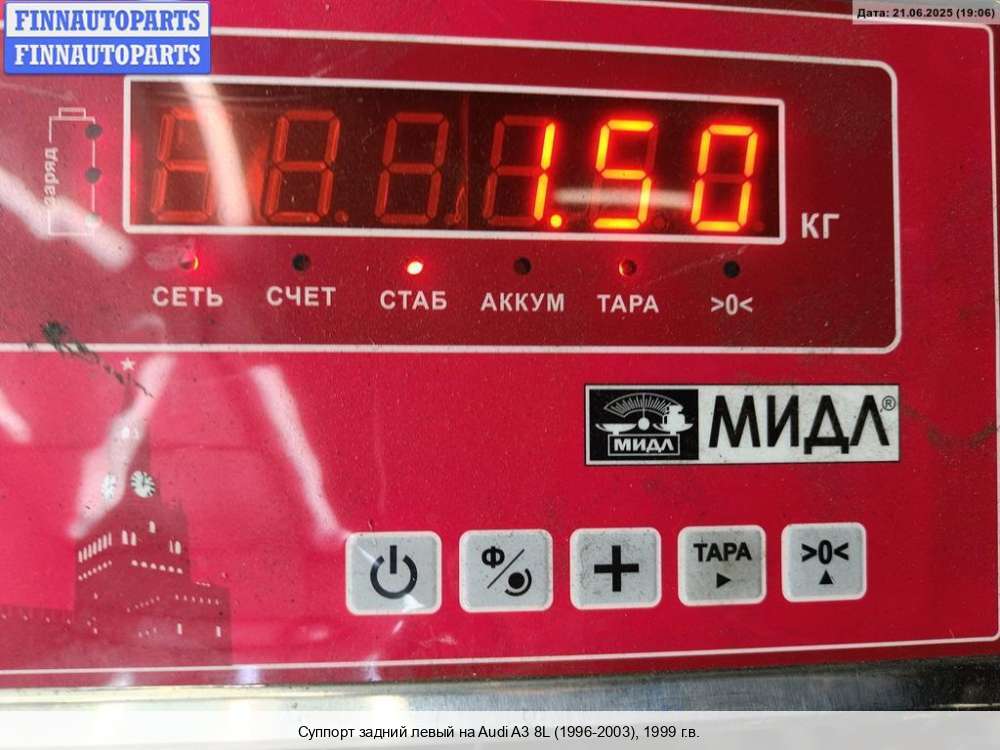 FINNAUTOPARTS
FINNAUTOPARTS
Дата: 21.06.2025 (19:06)
заряд
1.50
КГ
СЕТЬ СЧЕТ СТАБ АККУМ ТАРА >0<
МИДЛ МИДЛ®
Ф ТАРА >0<
Суппорт задний левый на Audi A3 8L (1996-2003), 1999 г.в.